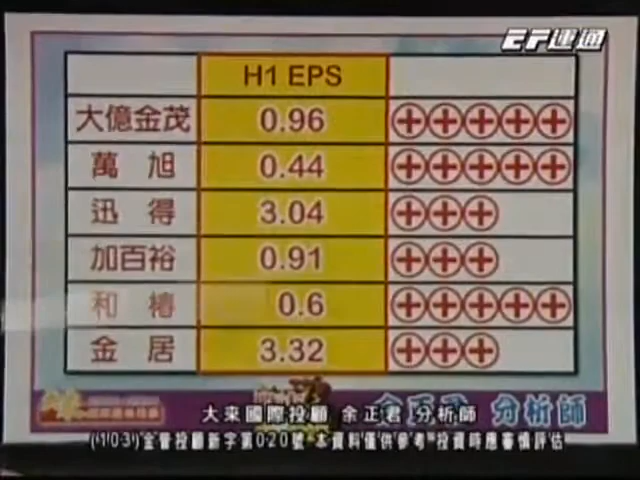 EF運通
H1 EPS
大億金茂 0.96 ⊕⊕⊕⊕⊕
萬旭 0.44 ⊕⊕⊕⊕⊕
迅得 3.04 ⊕⊕⊕
加百裕 0.91 ⊕⊕⊕
和椿 0.6 ⊕⊕⊕⊕⊕
金居 3.32 ⊕⊕⊕
分析師
大來國際投顧 余正君 分析師
(103)金管投顧新字第020號 本資料僅供參考 投資時應審慎評估